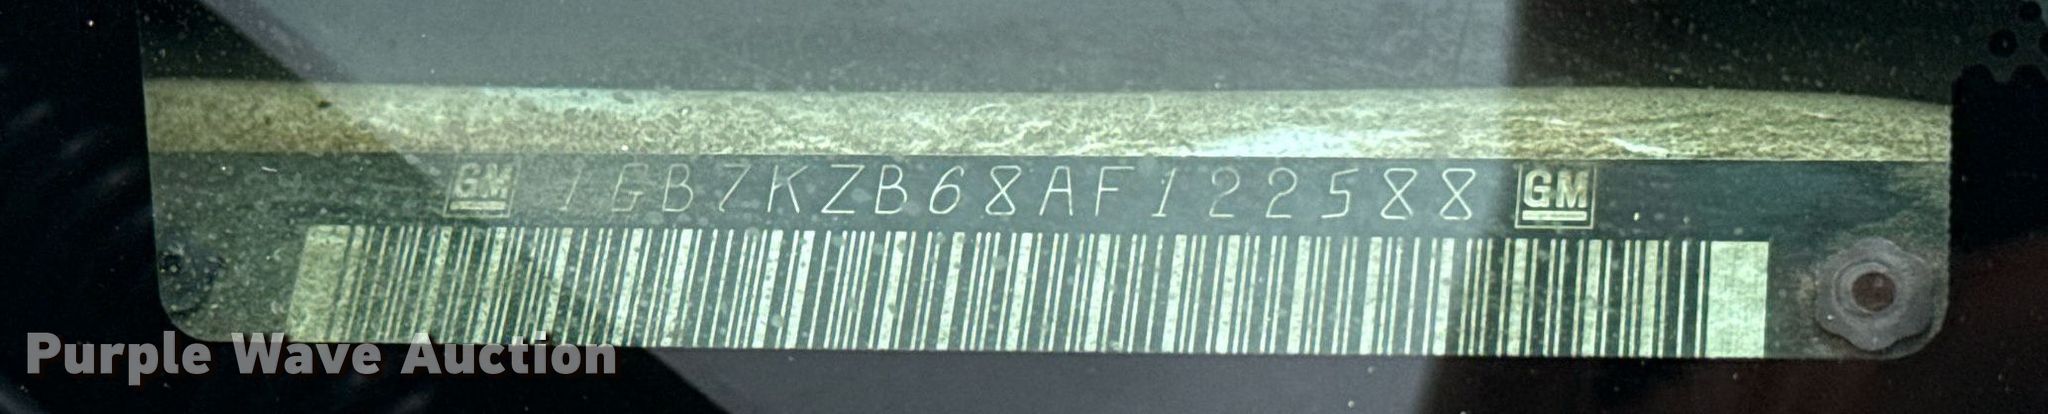 GM 1GB7KZB68AF122588 GM
Purple Wave Auction